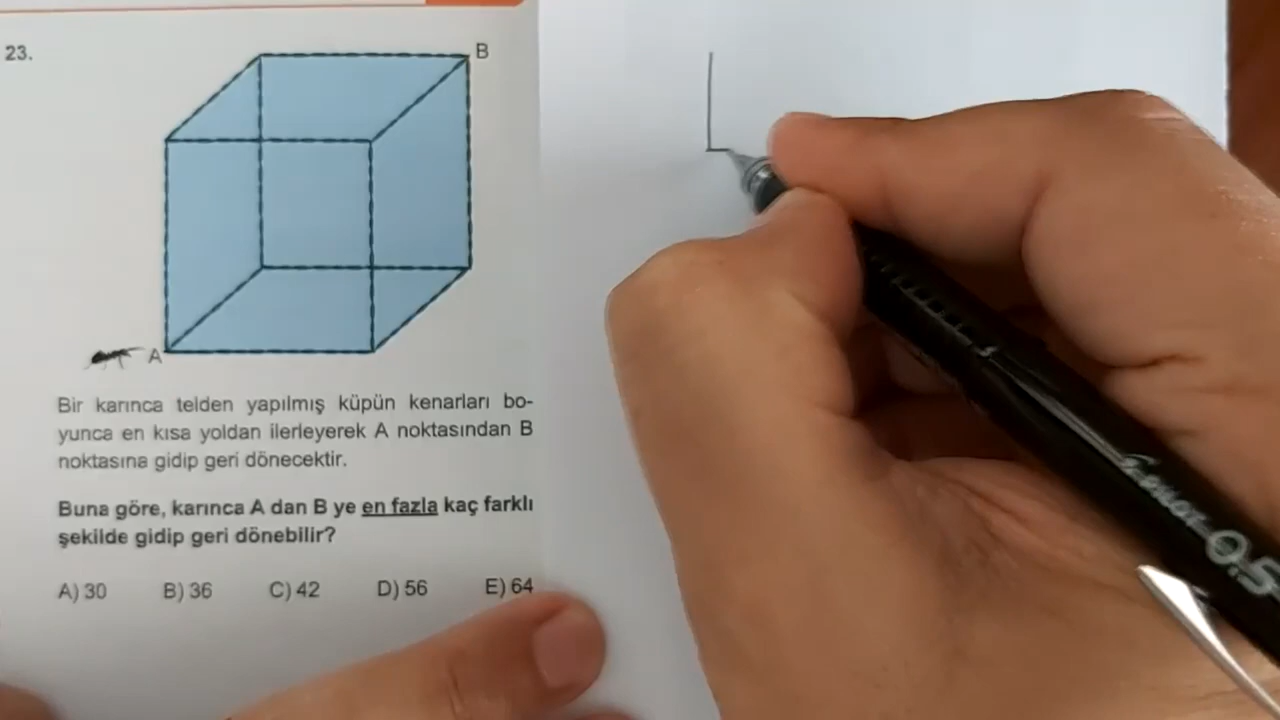 23.
B
A
Bir karınca telden yapılmış küpün kenarları bo-
yunca en kısa yoldan ilerleyerek A noktasından B
noktasına gidip geri dönecektir.
Buna göre, karınca A dan B ye en fazla kaç farklı
şekilde gidip geri dönebilir?
A) 30 B) 36 C) 42 D) 56 E) 64
PILOT 0.5